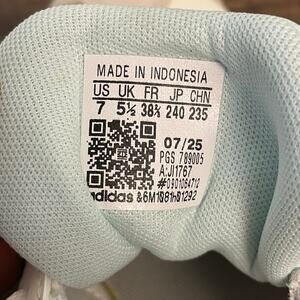 MADE IN INDONESIA
US UK FR JP CHN
7 5½ 38⅔ 240 235
07/25
PGS 789005
A:JI1767
#:D901064712
adidas